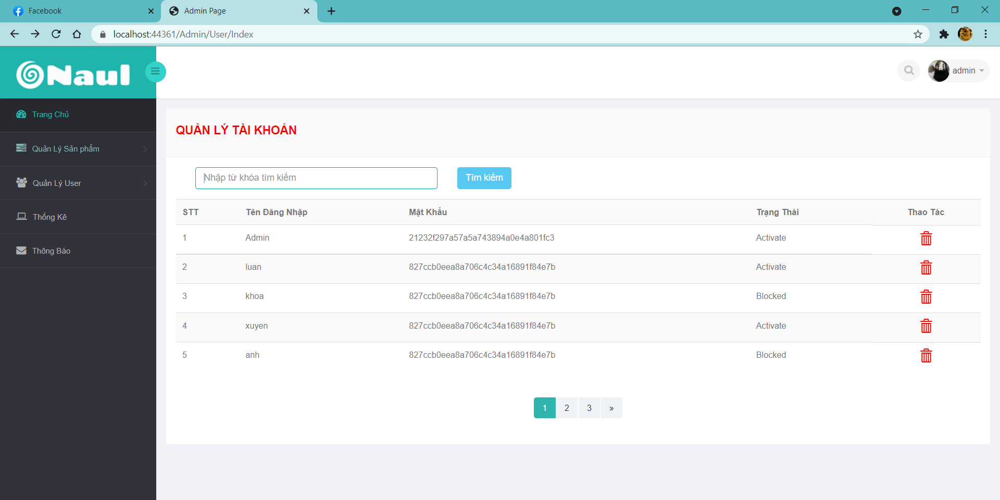 Facebook
Admin Page
localhost:44361/Admin/User/Index
Naul
admin
Trang Chủ
Quản Lý Sản phẩm
Quản Lý User
Thống Kê
Thông Báo
QUẢN LÝ TÀI KHOẢN
Nhập từ khóa tìm kiếm
Tìm kiếm
STT Tên Đăng Nhập Mật Khẩu Trạng Thái Thao Tác
1 Admin 21232f297a57a5a743894a0e4a801fc3 Activate
2 luan 827ccb0eea8a706c4c34a16891f84e7b Activate
3 khoa 827ccb0eea8a706c4c34a16891f84e7b Blocked
4 xuyen 827ccb0eea8a706c4c34a16891f84e7b Activate
5 anh 827ccb0eea8a706c4c34a16891f84e7b Blocked
1 2 3 »